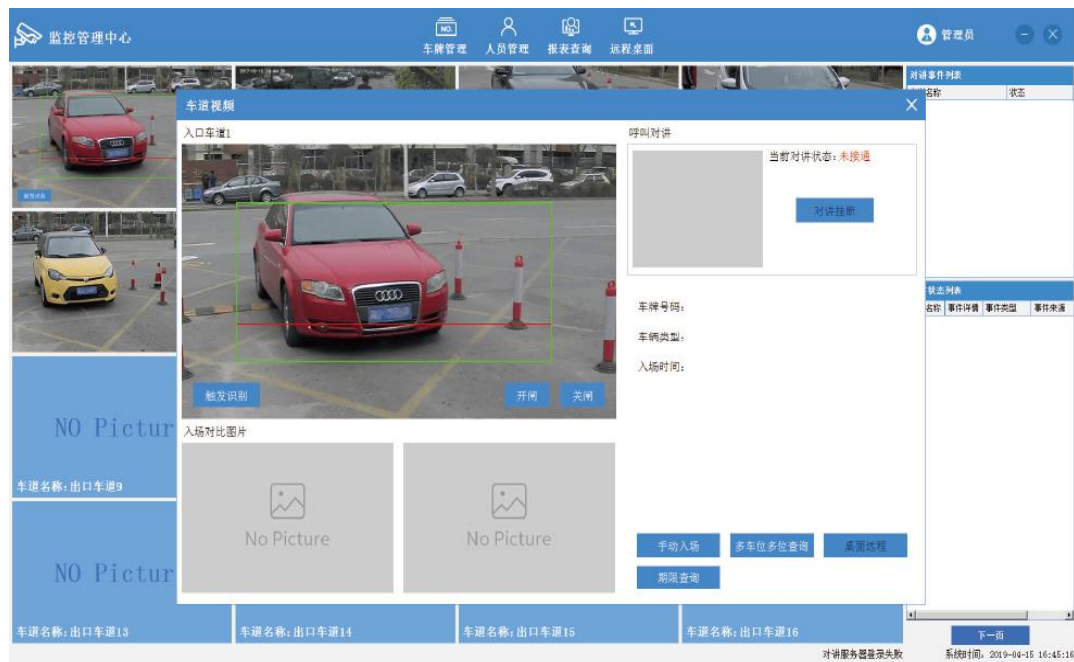 监控管理中心
NO.
车牌管理
人员管理
报表查询
远程桌面
管理员
对讲事件列表
名称
状态
车道视频
入口车道1
呼叫对讲
当前对讲状态：未接通
对讲挂断
触发识别
状态列表
名称
事件详情
事件类型
事件来源
车牌号码：
车辆类型：
入场时间：
触发识别
开闸
关闸
入场对比图片
NO Pictur
车道名称：出口车道9
No Picture
No Picture
手动入场
多车位多位查询
桌面远程
期限查询
NO Pictur
车道名称：出口车道13
车道名称：出口车道14
车道名称：出口车道15
车道名称：出口车道16
下一页
对讲服务器登录失败
系统时间：2019-04-15 16:45:16